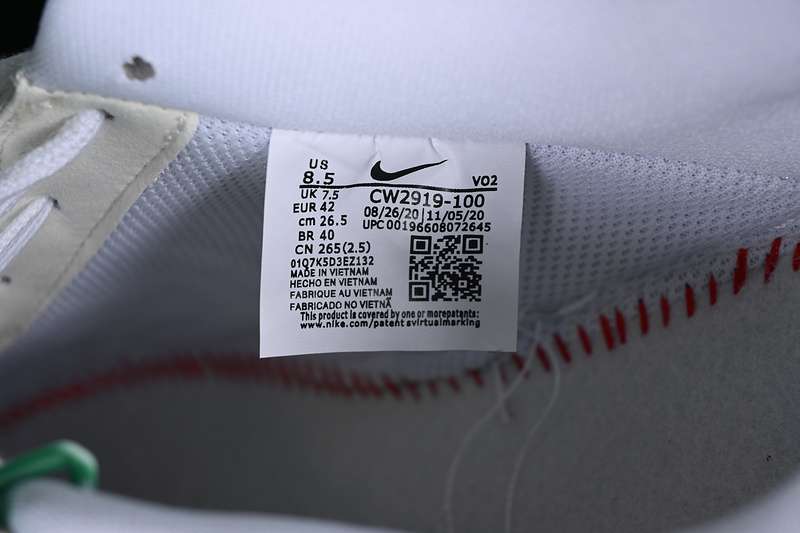 US
8.5 V02
UK 7.5 CW2919-100
EUR 42 08/26/20 11/05/20
cm 26.5 UPC 00196608072645
BR 40
CN 265(2.5)
01Q7K5D3EZ132
MADE IN VIETNAM
HECHO EN VIETNAM
FABRIQUE AU VIETNAM
FABRICADO NO VIETNÃ
This product is covered by one or morepatents:
www.nike.com/patent svirtualmarking